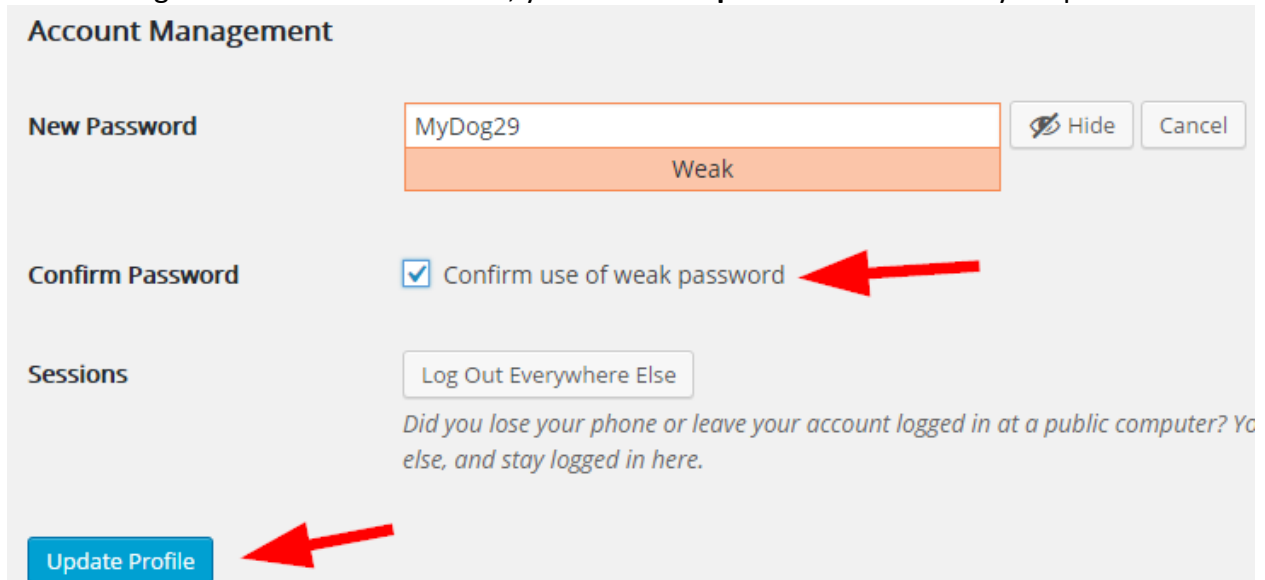 Account Management
New Password MyDog29 Hide Cancel
Weak
Confirm Password Confirm use of weak password
Sessions Log Out Everywhere Else
Did you lose your phone or leave your account logged in at a public computer?
else, and stay logged in here.
Update Profile